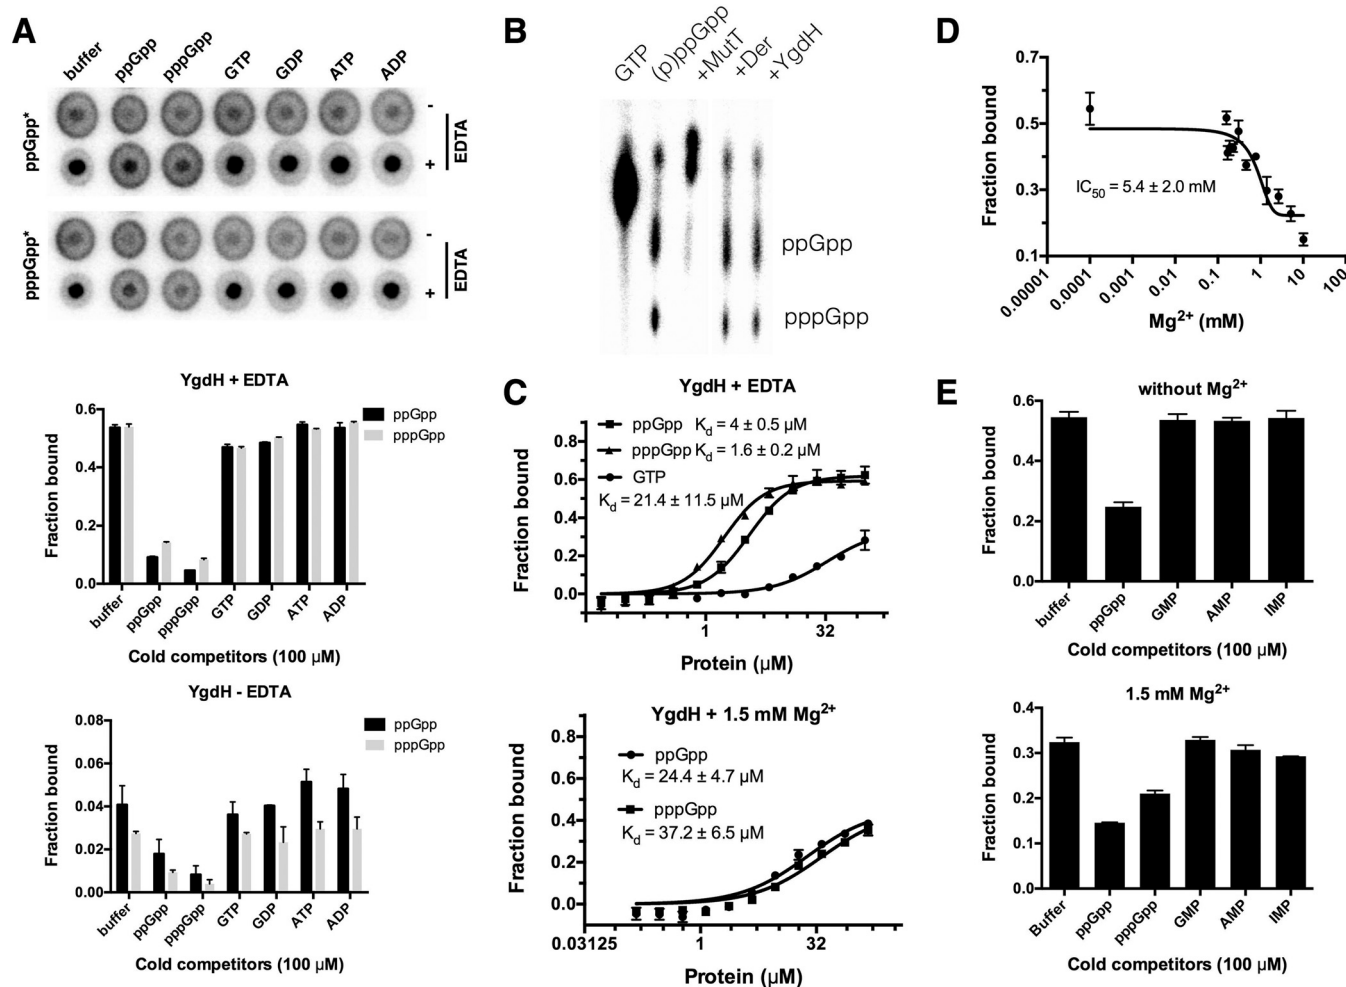 A
buffer
ppGpp
pppGpp
GTP
GDP
ATP
ADP
ppGpp*
-
+
EDTA
pppGpp*
-
+
EDTA
YgdH + EDTA
ppGpp
pppGpp
Fraction bound
0.6
0.4
0.2
0.0
buffer
ppGpp
pppGpp
GTP
GDP
ATP
ADP
Cold competitors (100 µM)
YgdH - EDTA
ppGpp
pppGpp
Fraction bound
0.08
0.06
0.04
0.02
0.00
buffer
ppGpp
pppGpp
GTP
GDP
ATP
ADP
Cold competitors (100 µM)
B
GTP
(p)ppGpp
+MutT
+Der
+YgdH
ppGpp
pppGpp
C
YgdH + EDTA
ppGpp Kd = 4 ± 0.5 µM
pppGpp Kd = 1.6 ± 0.2 µM
GTP
Kd = 21.4 ± 11.5 µM
Fraction bound
0.8
0.6
0.4
0.2
0.0
1
32
Protein (µM)
YgdH + 1.5 mM Mg2+
ppGpp
Kd = 24.4 ± 4.7 µM
pppGpp
Kd = 37.2 ± 6.5 µM
Fraction bound
0.8
0.6
0.4
0.2
0.0
0.03125
1
32
Protein (µM)
D
Fraction bound
0.7
0.5
0.3
0.1
IC50 = 5.4 ± 2.0 mM
0.00001
0.0001
0.001
0.01
0.1
1
10
100
Mg2+ (mM)
E
without Mg2+
Fraction bound
0.6
0.4
0.2
0.0
buffer
ppGpp
GMP
AMP
IMP
Cold competitors (100 µM)
1.5 mM Mg2+
Fraction bound
0.4
0.3
0.2
0.1
0.0
Buffer
ppGpp
pppGpp
GMP
AMP
IMP
Cold competitors (100 µM)